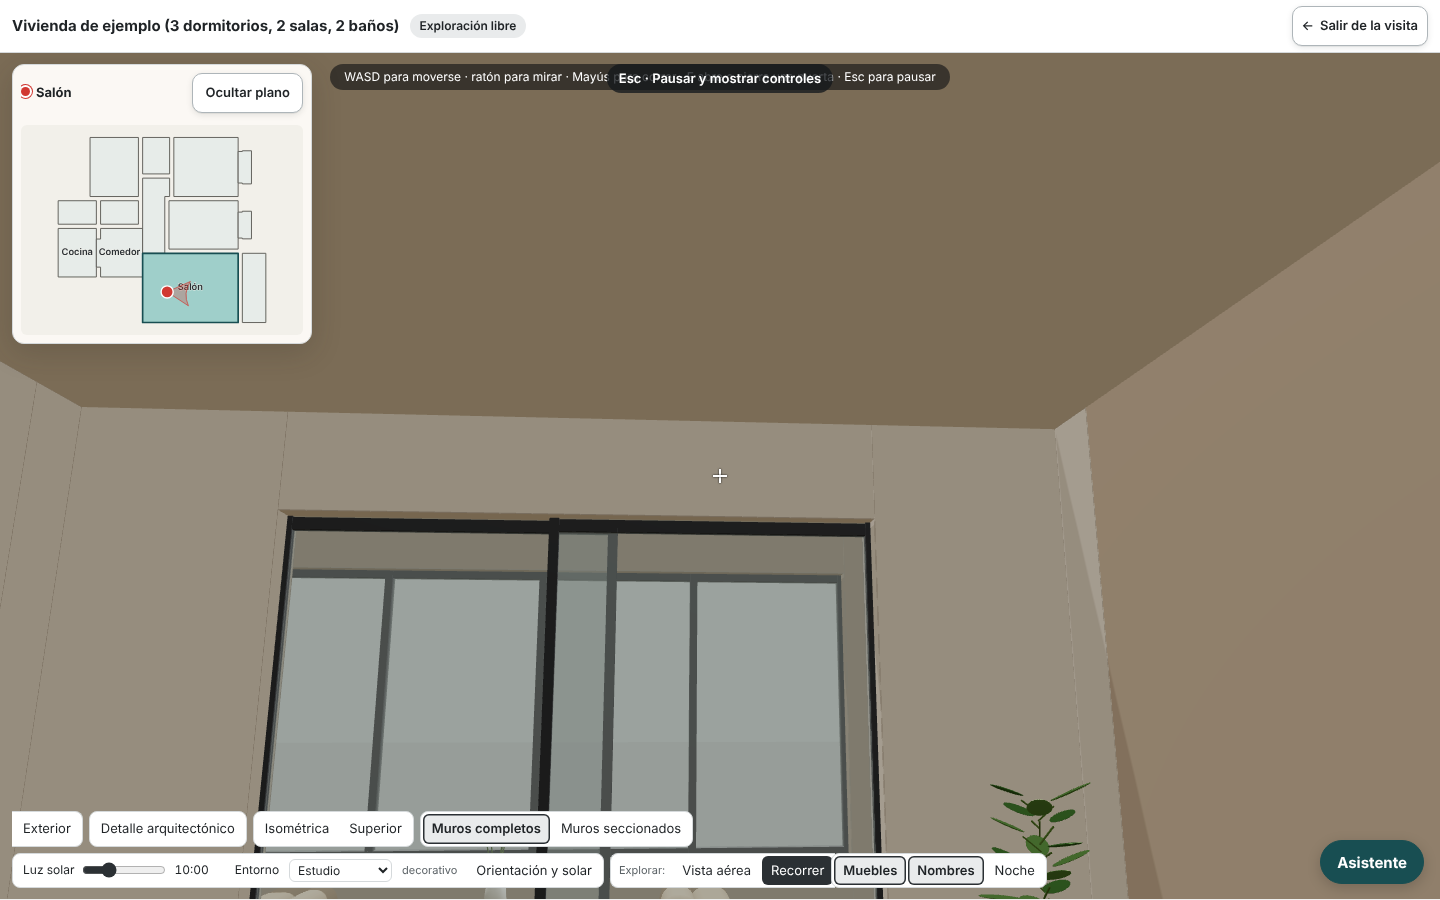 Vivienda de ejemplo (3 dormitorios, 2 salas, 2 baños) Exploración libre ← Salir de la visita
Salón Ocultar plano
WASD para moverse · ratón para mirar · Mayús
Esc · Pausar y mostrar controles
· Esc para pausar
Cocina Comedor
Salón
Exterior Detalle arquitectónico Isométrica Superior Muros completos Muros seccionados
Luz solar 10:00 Entorno Estudio decorativo Orientación y solar Explorar: Vista aérea Recorrer Muebles Nombres Noche
Asistente